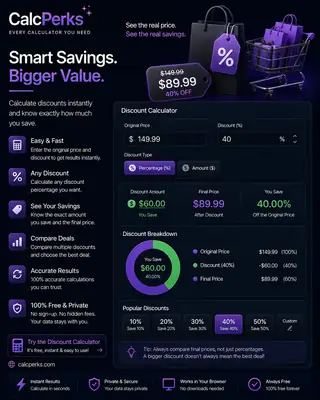 CalcPerks
EVERY CALCULATOR YOU NEED
See the real price.
See the real savings.
Smart Savings.
Bigger Value.
Calculate discounts instantly
and know exactly how much
you save.
%
$149.99
$89.99
40% OFF
Easy & Fast
Enter the original price and
discount to get results instantly.
Any Discount
Calculate any discount
percentage you want.
See Your Savings
Know the exact amount
you save and the final price.
Compare Deals
Compare multiple discounts
and choose the best deal.
Accurate Results
100% accurate calculations
you can trust.
100% Free & Private
No sign-up. No hidden fees.
Your data stays with you.
Try the Discount Calculator
It's free, instant & easy to use!
calcperks.com
Discount Calculator
Original Price
Discount (%)
$ 149.99
40 %
Discount Type
% Percentage (%)
Amount ($)
Discount Amount
$60.00
You Save
Final Price
$89.99
After Discount
You Save
40.00%
Off the Original Price
Discount Breakdown
You Save
$60.00
(40%)
Original Price $149.99 (100%)
Discount (40%) -$60.00 (40%)
Final Price $89.99 (60%)
Popular Discounts
10%
Save 10%
20%
Save 20%
30%
Save 30%
40%
Save 40%
50%
Save 50%
Custom
Tip: Always compare final prices, not just percentages.
A bigger discount doesn't always mean the best deal!
Instant Results
Calculate in seconds
Private & Secure
Your data stays private
Works in Your Browser
No downloads needed
Always Free
100% free forever